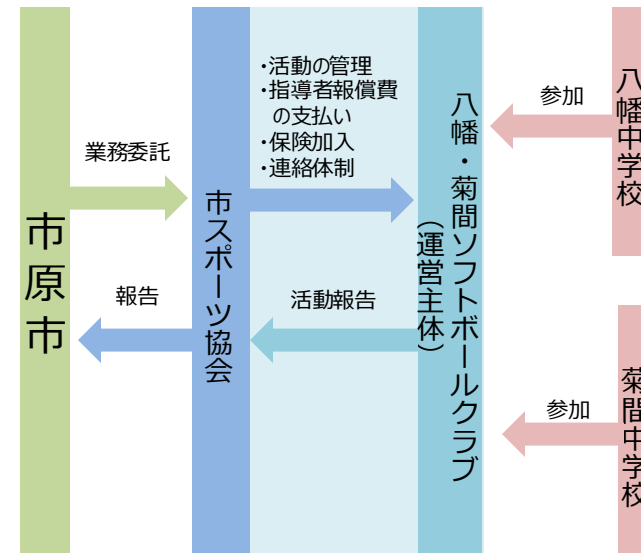 市原市
業務委託
報告
市スポーツ協会
・活動の管理
・指導者報償費
の支払い
・保険加入
・連絡体制
活動報告
八幡・菊間ソフトボールクラブ
（運営主体）
参加
八幡中学校
参加
菊間中学校